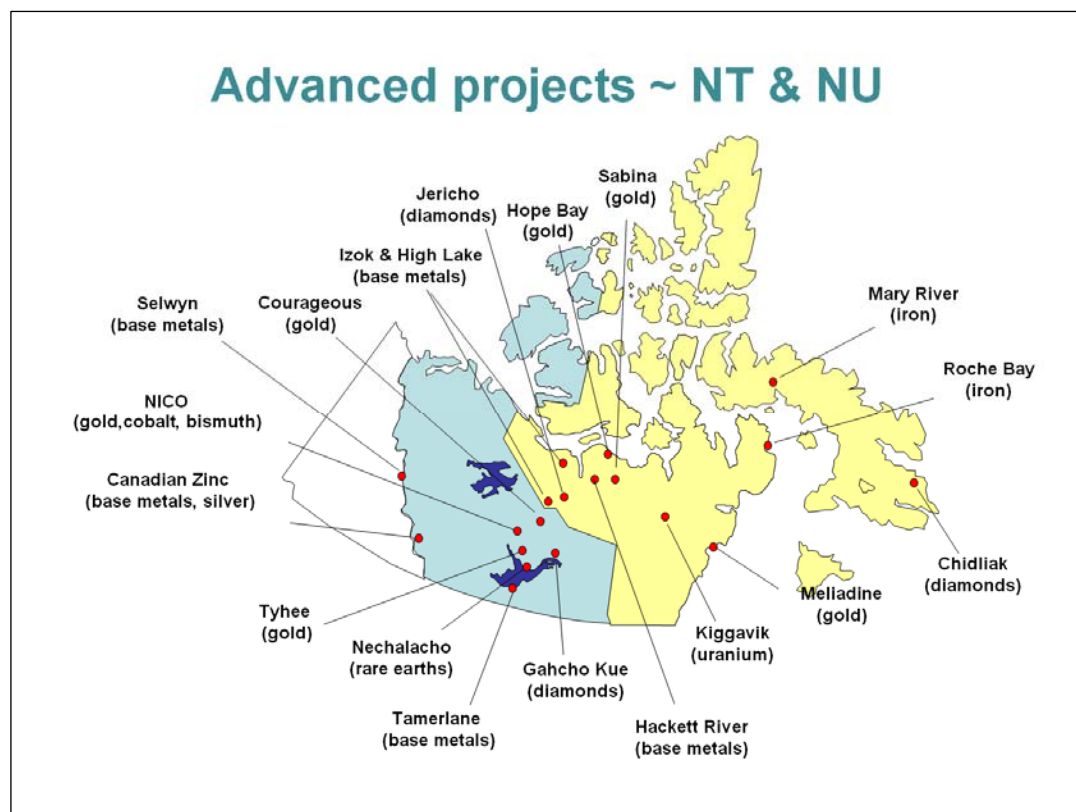 Advanced projects ~ NT & NU
Sabina
(gold)
Jericho
(diamonds)
Hope Bay
(gold)
Izok & High Lake
(base metals)
Selwyn
(base metals)
Courageous
(gold)
Mary River
(iron)
Roche Bay
(iron)
NICO
(gold,cobalt, bismuth)
Canadian Zinc
(base metals, silver)
Chidliak
(diamonds)
Meliadine
(gold)
Tyhee
(gold)
Kiggavik
(uranium)
Nechalacho
(rare earths)
Gahcho Kue
(diamonds)
Tamerlane
(base metals)
Hackett River
(base metals)